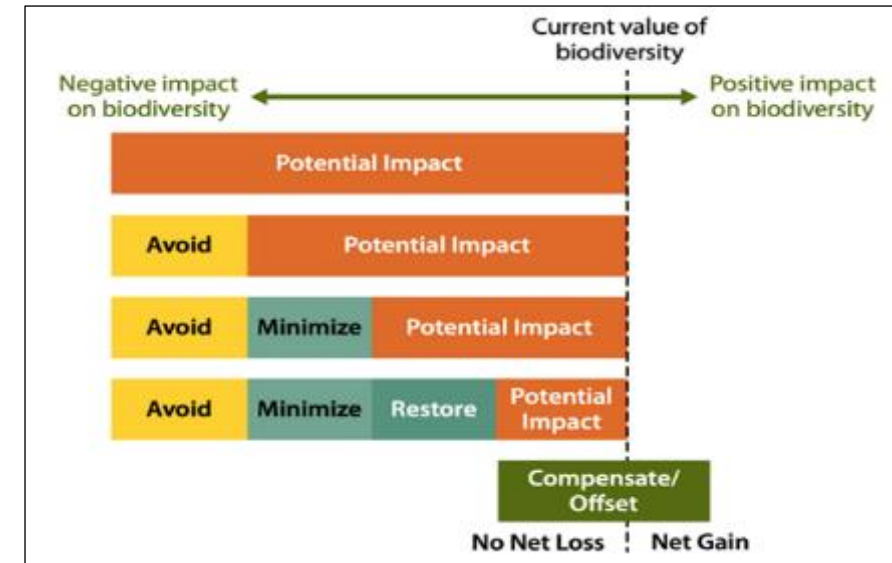 Current value of
biodiversity
Negative impact
on biodiversity
Positive impact
on biodiversity
Potential Impact
Avoid Potential Impact
Avoid Minimize Potential Impact
Avoid Minimize Restore Potential
Impact
Compensate/
Offset
No Net Loss Net Gain